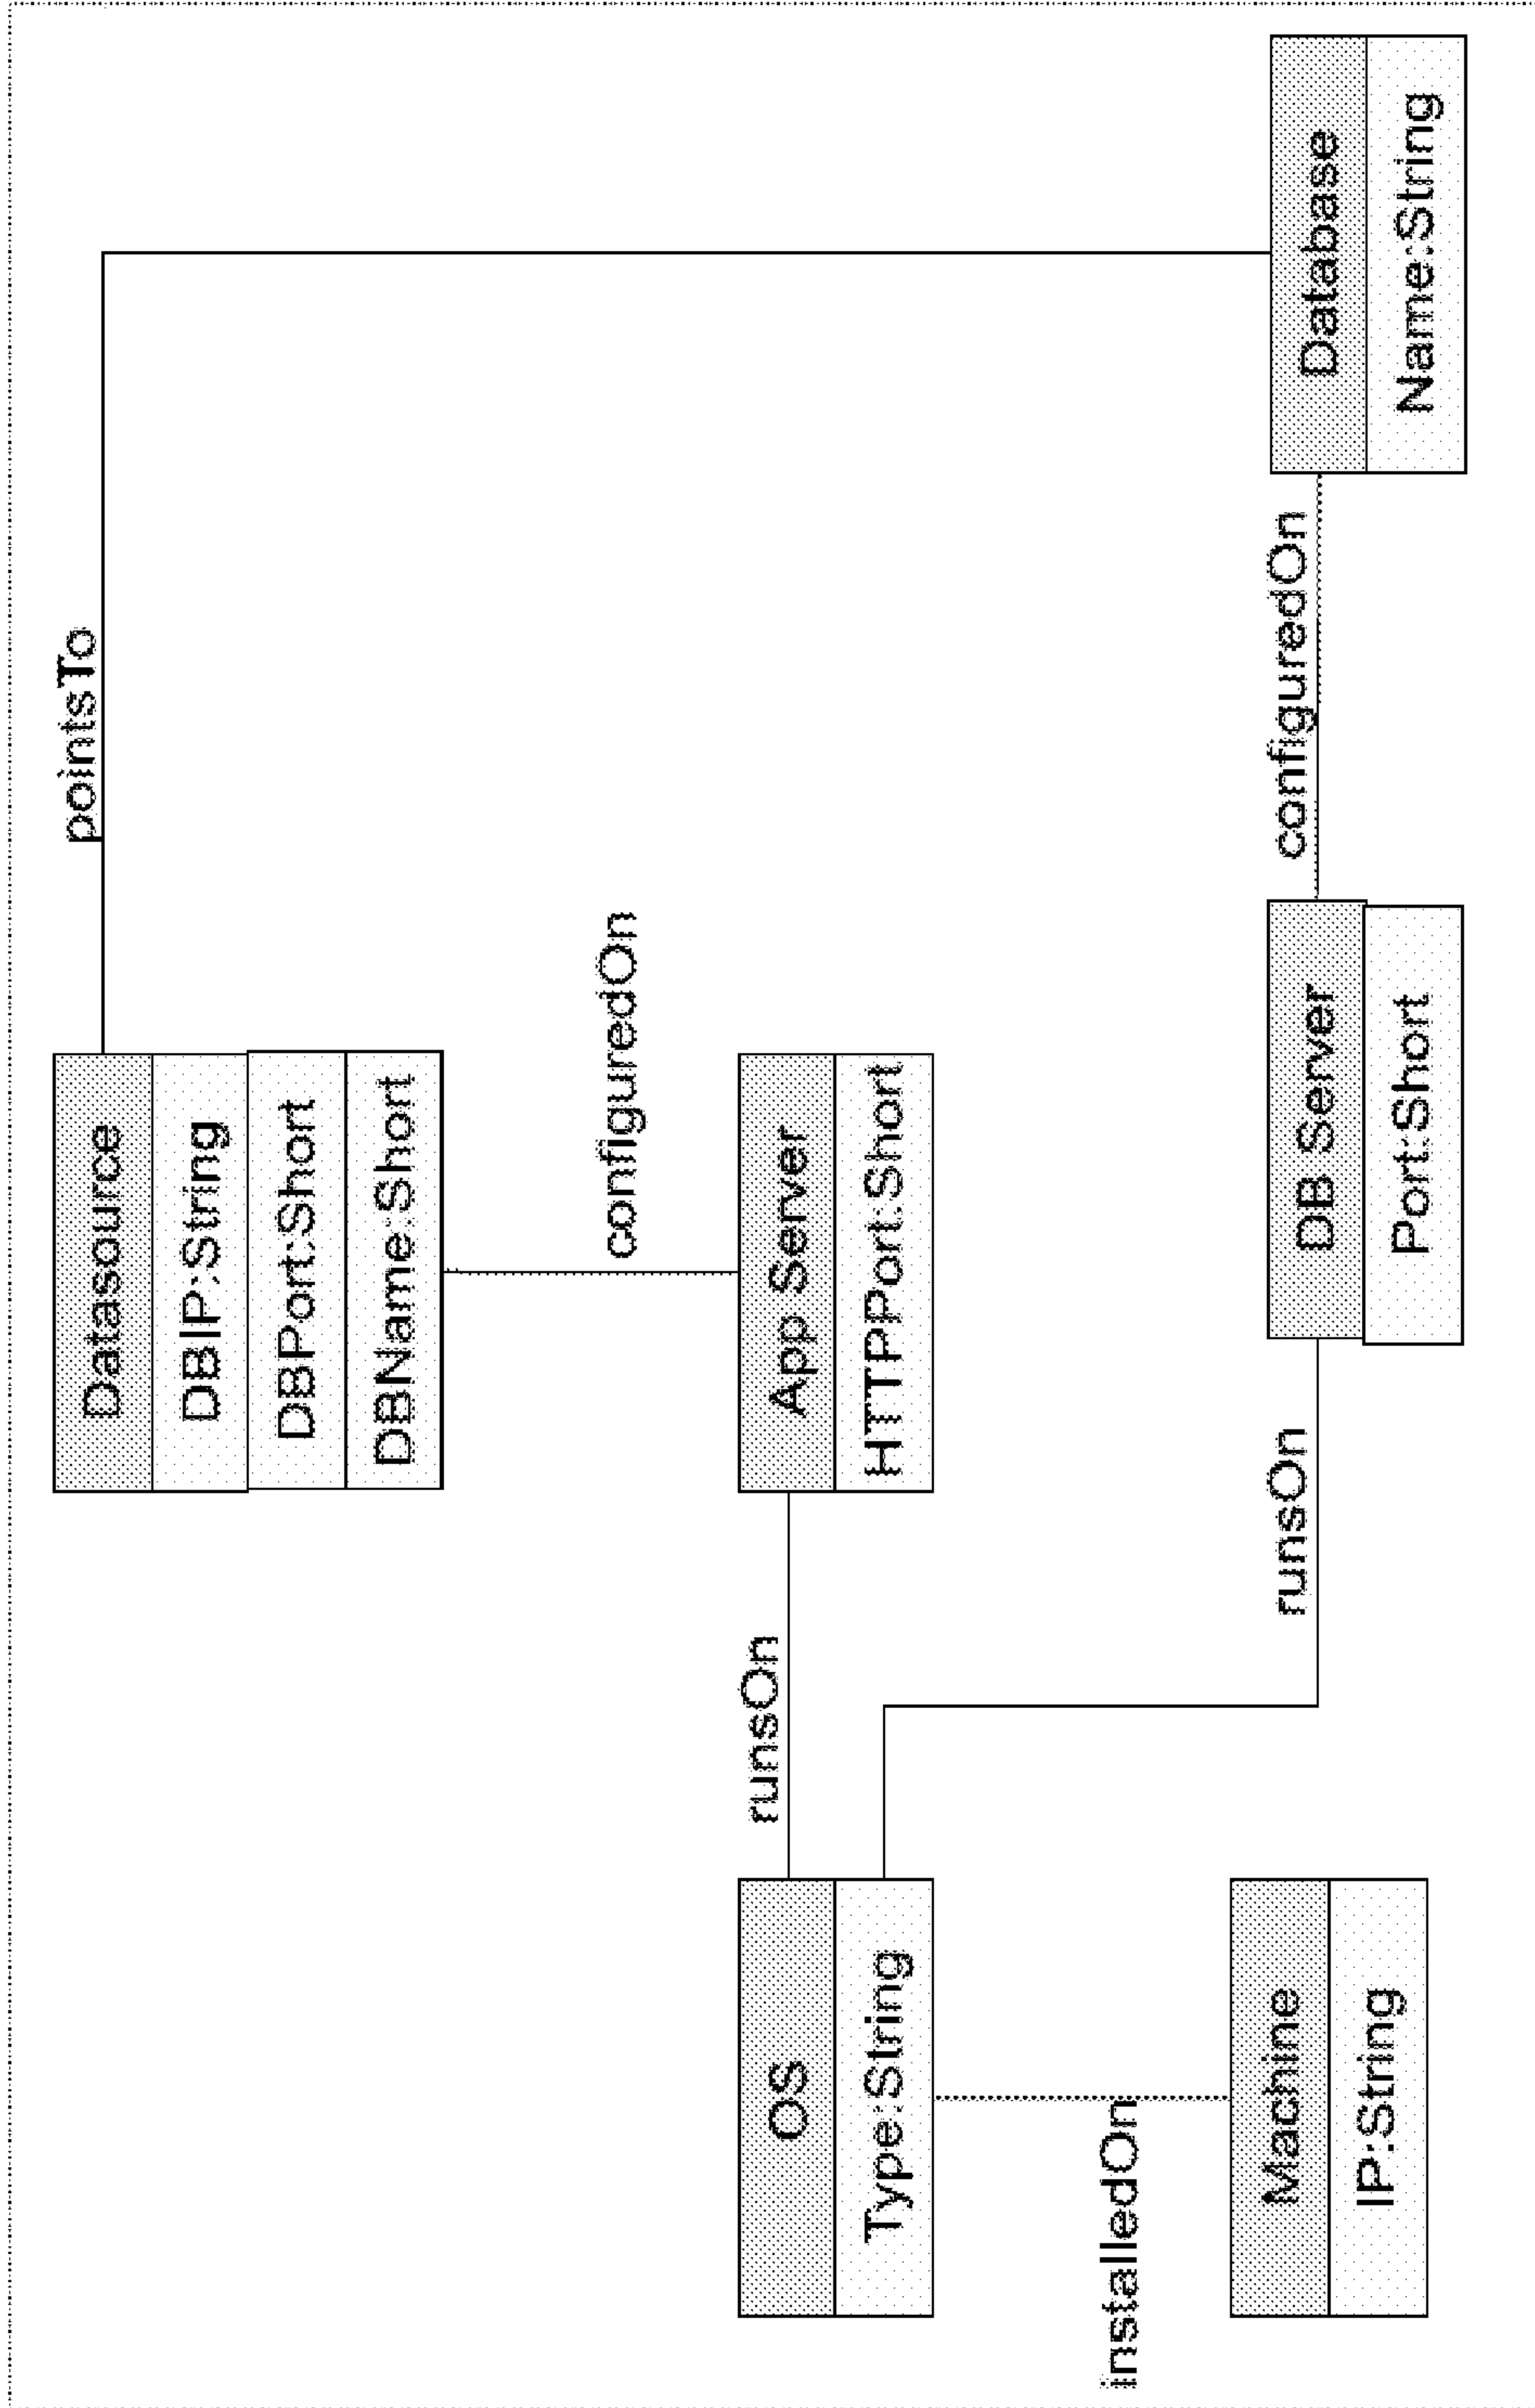 Datasource
DBIP:String
DBPort:Short
DBName:Short
pointsTo
configuredOn
OS
Type:String
runsOn
App Server
HTTPPort:Short
installedOn
Machine
IP:String
runsOn
DB Server
Port:Short
configuredOn
Database
Name:String